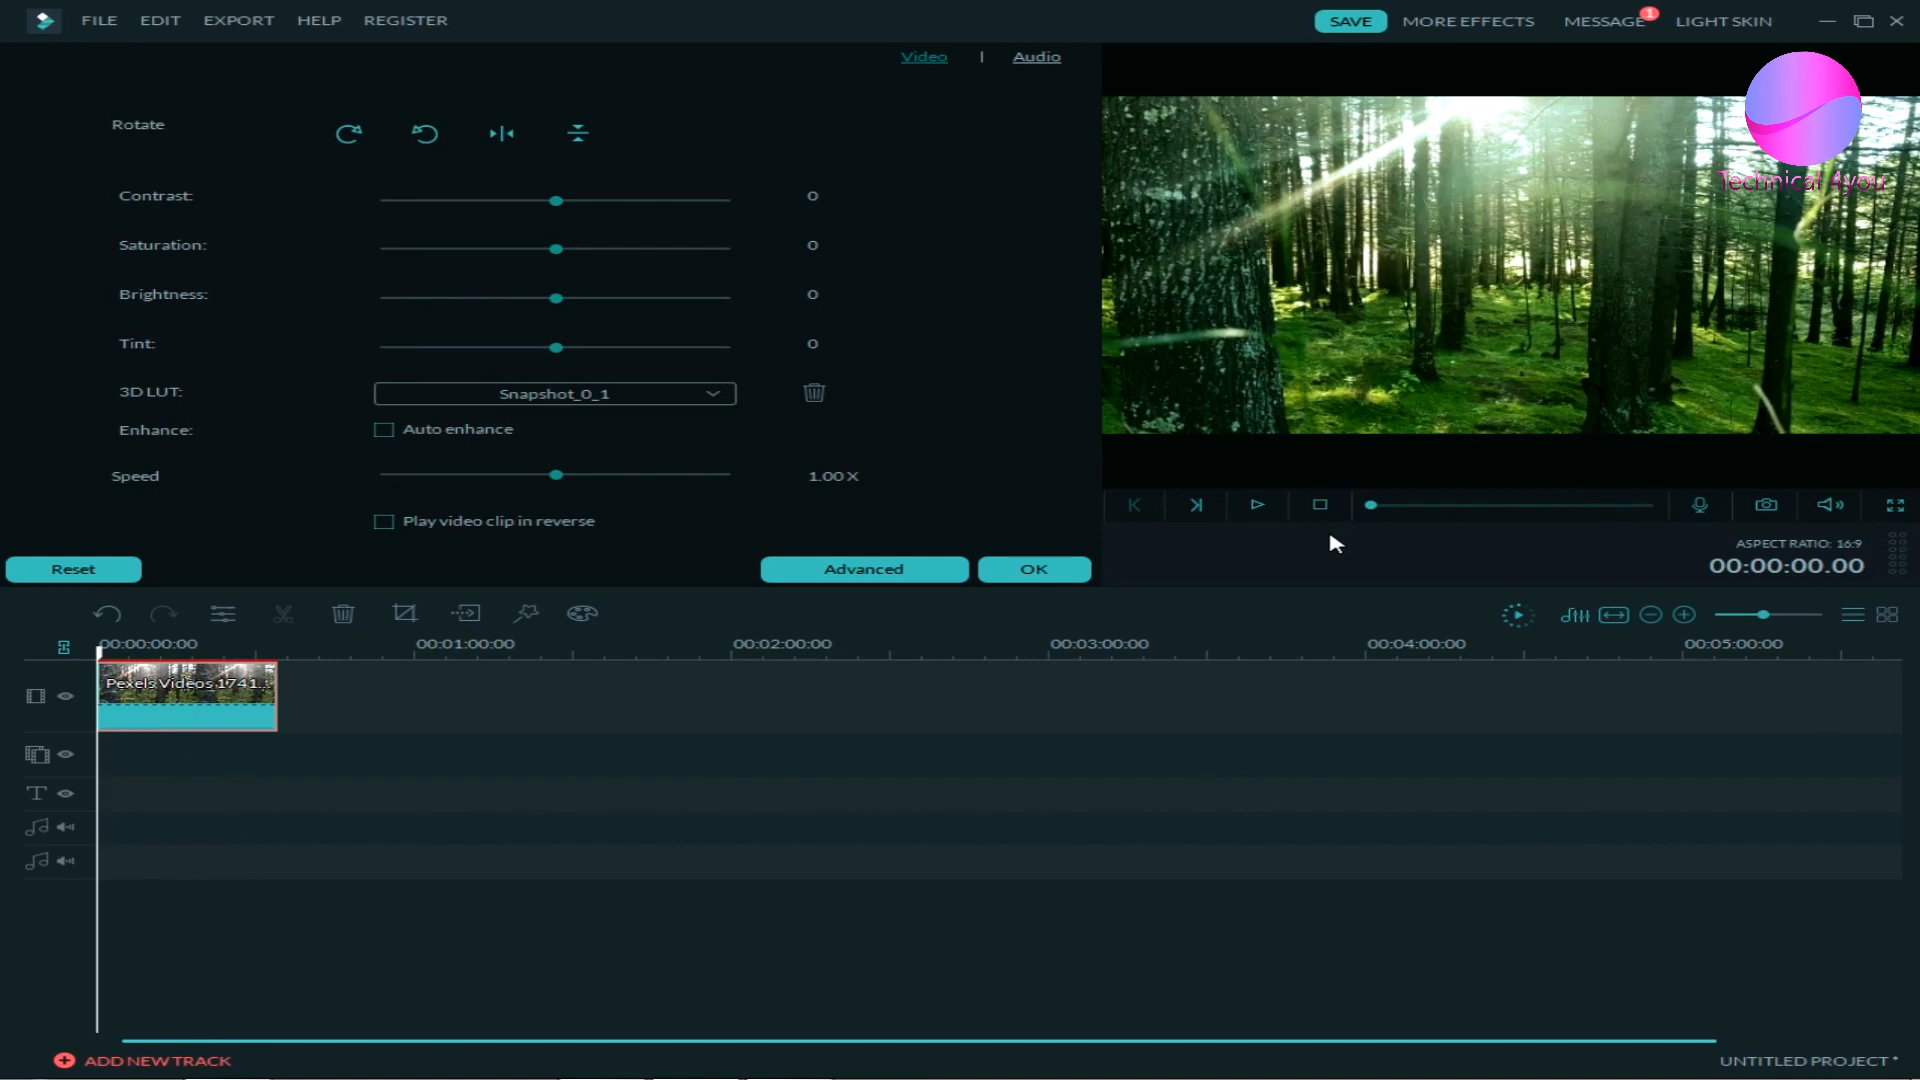 FILE EDIT EXPORT HELP REGISTER SAVE MORE EFFECTS MESSAGE 1 LIGHT SKIN
Video | Audio
Technical 4you
Rotate
Contrast: 0
Saturation: 0
Brightness: 0
Tint: 0
3D LUT: Snapshot_0_1
Enhance: Auto enhance
Speed 1.00 X
Play video clip in reverse
ASPECT RATIO: 16:9
00:00:00.00
Reset Advanced OK
00:00:00:00 00:01:00:00 00:02:00:00 00:03:00:00 00:04:00:00 00:05:00:00
Pexels Videos 1741...
ADD NEW TRACK
UNTITLED PROJECT *